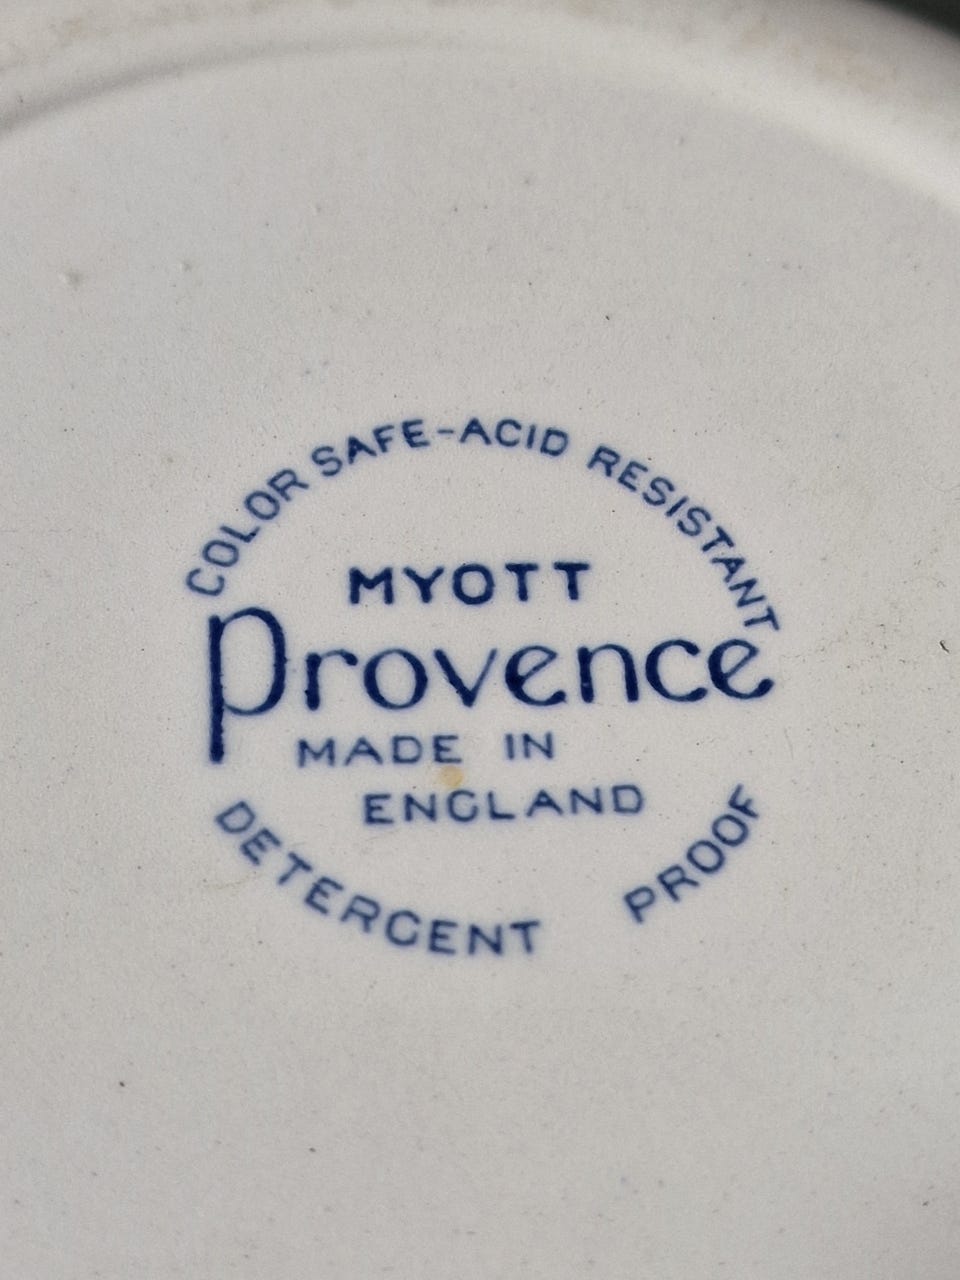 COLOR SAFE-ACID RESISTANT
MYOTT
Provence
MADE IN
ENGLAND
DETERGENT PROOF